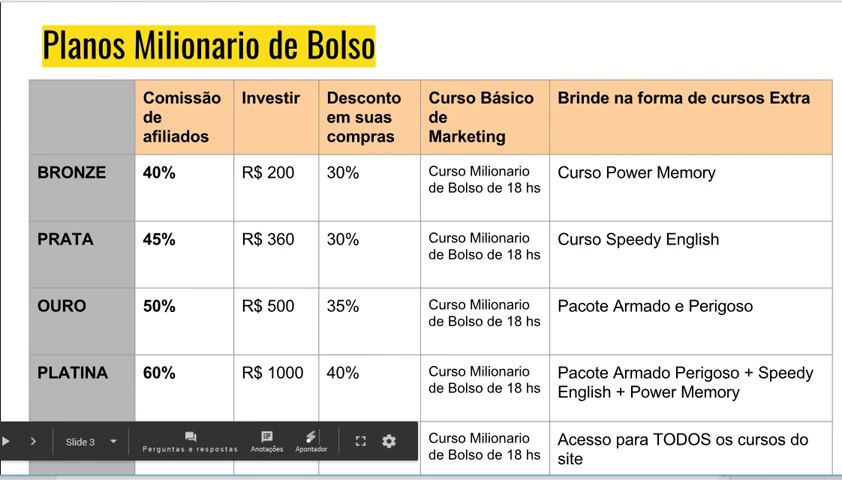 Planos Milionario de Bolso
Comissão de afiliados
Investir
Desconto em suas compras
Curso Básico de Marketing
Brinde na forma de cursos Extra
BRONZE
40%
R$ 200
30%
Curso Milionario
de Bolso de 18 hs
Curso Power Memory
PRATA
45%
R$ 360
30%
Curso Milionario
de Bolso de 18 hs
Curso Speedy English
OURO
50%
R$ 500
35%
Curso Milionario
de Bolso de 18 hs
Pacote Armado e Perigoso
PLATINA
60%
R$ 1000
40%
Curso Milionario
de Bolso de 18 hs
Pacote Armado Perigoso + Speedy
English + Power Memory
Curso Milionario
de Bolso de 18 hs
Acesso para TODOS os cursos do
site
Slide 3
Perguntas e respostas
Anotações
Apontador